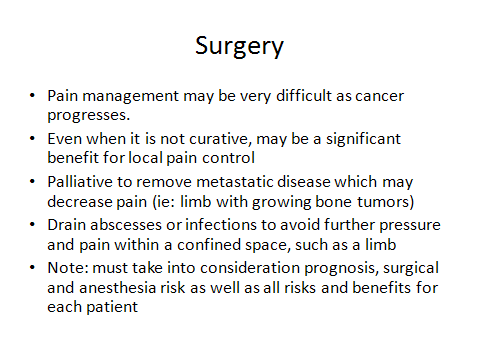 Surgery
• Pain management may be very difficult as cancer
progresses.
• Even when it is not curative, may be a significant
benefit for local pain control
• Palliative to remove metastatic disease which may
decrease pain (ie: limb with growing bone tumors)
• Drain abscesses or infections to avoid further pressure
and pain within a confined space, such as a limb
• Note: must take into consideration prognosis, surgical
and anesthesia risk as well as all risks and benefits for
each patient